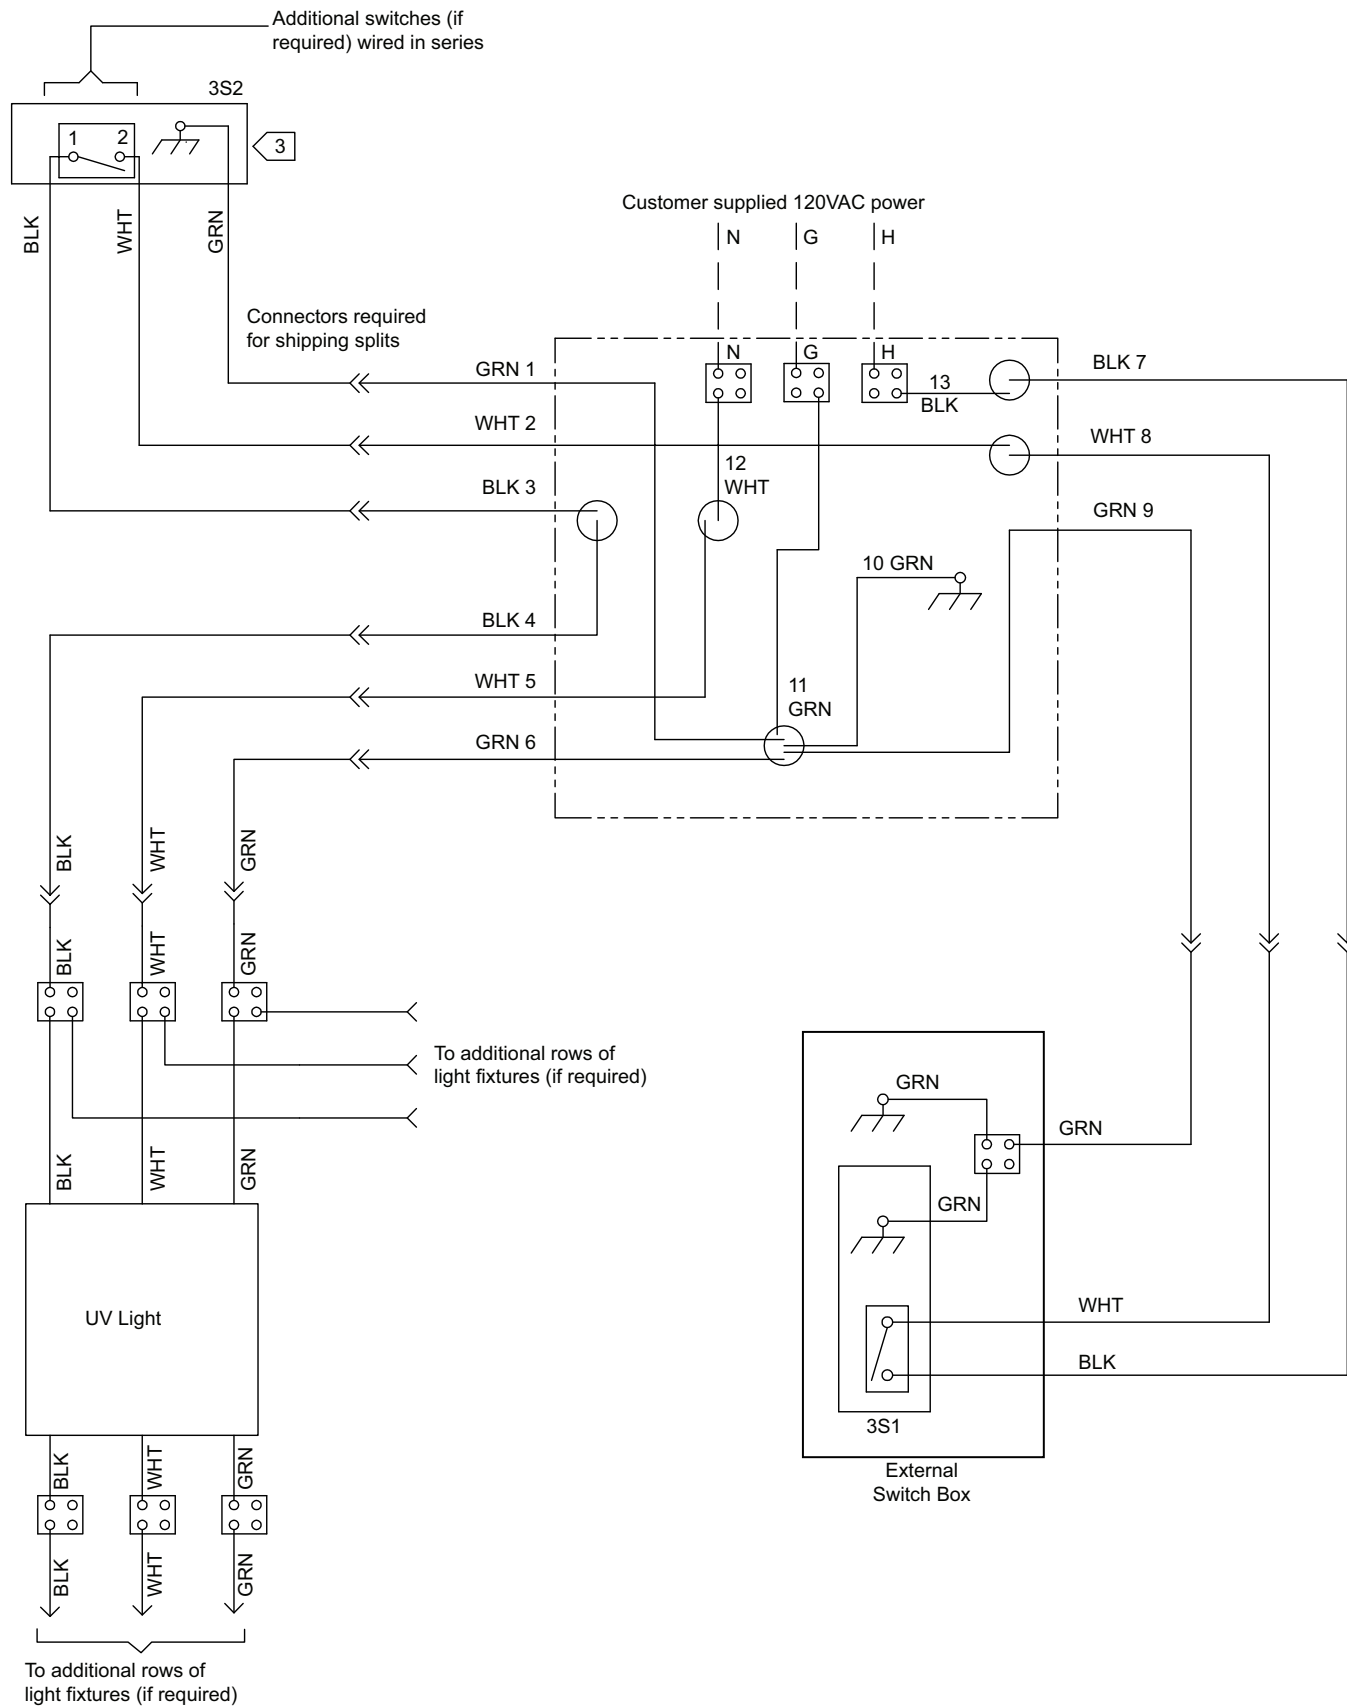 Additional switches (if
required) wired in series
3S2
1 2
3
BLK
WHT
GRN
Customer supplied 120VAC power
N G H
Connectors required
for shipping splits
N G H
GRN 1
13
BLK
BLK 7
WHT 2
WHT 8
12
WHT
BLK 3
GRN 9
10 GRN
BLK 4
WHT 5
11
GRN
GRN 6
BLK
WHT
GRN
BLK
WHT
GRN
To additional rows of
light fixtures (if required)
BLK
WHT
GRN
GRN
GRN
GRN
UV Light
WHT
BLK
3S1
External
Switch Box
BLK
WHT
GRN
BLK
WHT
GRN
To additional rows of
light fixtures (if required)